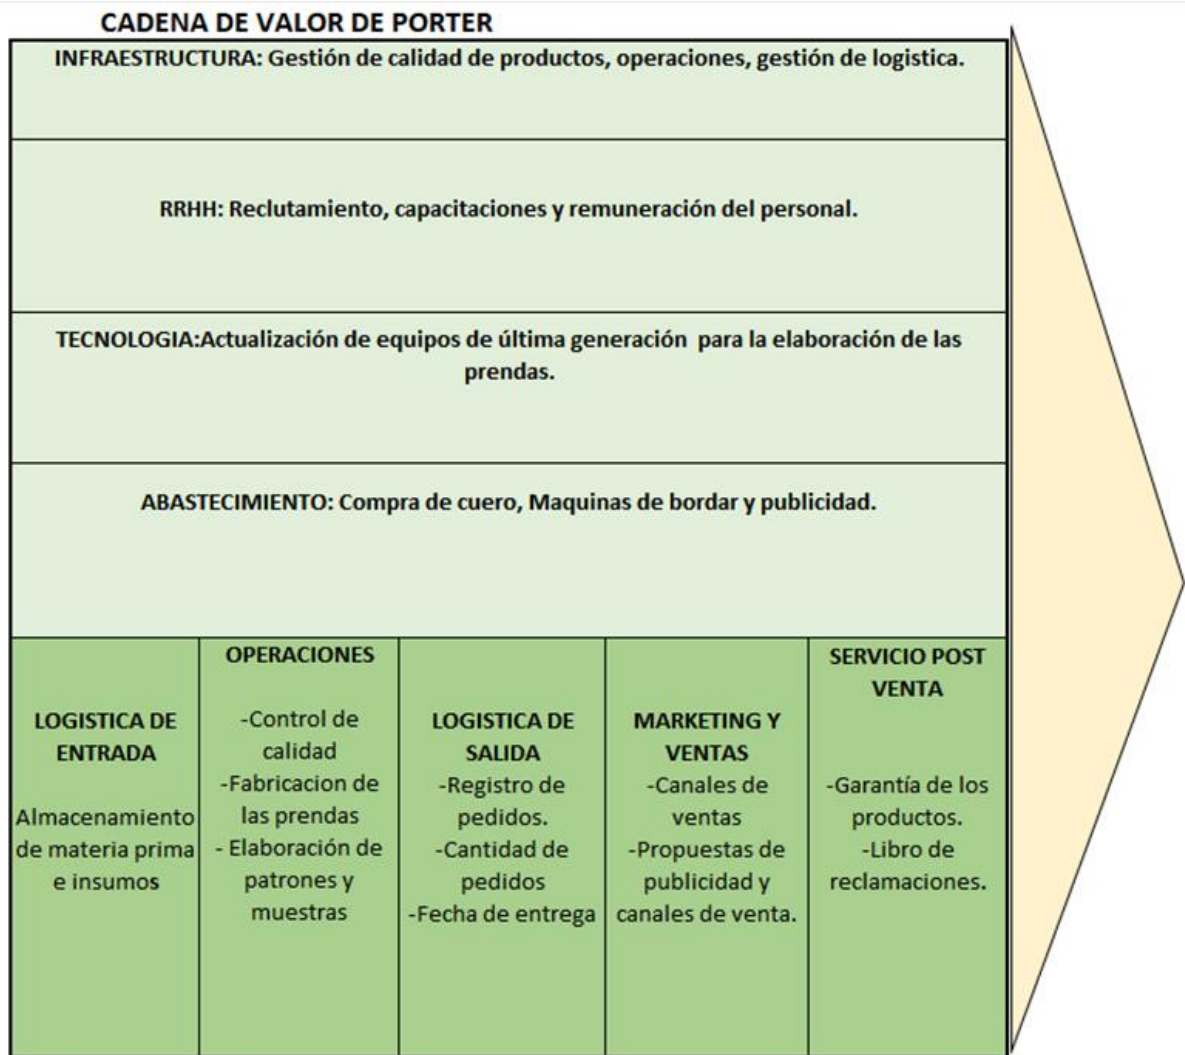 CADENA DE VALOR DE PORTER
INFRAESTRUCTURA: Gestión de calidad de productos, operaciones, gestión de logistica.
RRHH: Reclutamiento, capacitaciones y remuneración del personal.
TECNOLOGIA:Actualización de equipos de última generación para la elaboración de las
prendas.
ABASTECIMIENTO: Compra de cuero, Maquinas de bordar y publicidad.
LOGISTICA DE
ENTRADA
Almacenamiento
de materia prima
e insumos
OPERACIONES
-Control de
calidad
-Fabricacion de
las prendas
- Elaboración de
patrones y
muestras
LOGISTICA DE
SALIDA
-Registro de
pedidos.
-Cantidad de
pedidos
-Fecha de entrega
MARKETING Y
VENTAS
-Canales de
ventas
-Propuestas de
publicidad y
canales de venta.
SERVICIO POST
VENTA
-Garantía de los
productos.
-Libro de
reclamaciones.